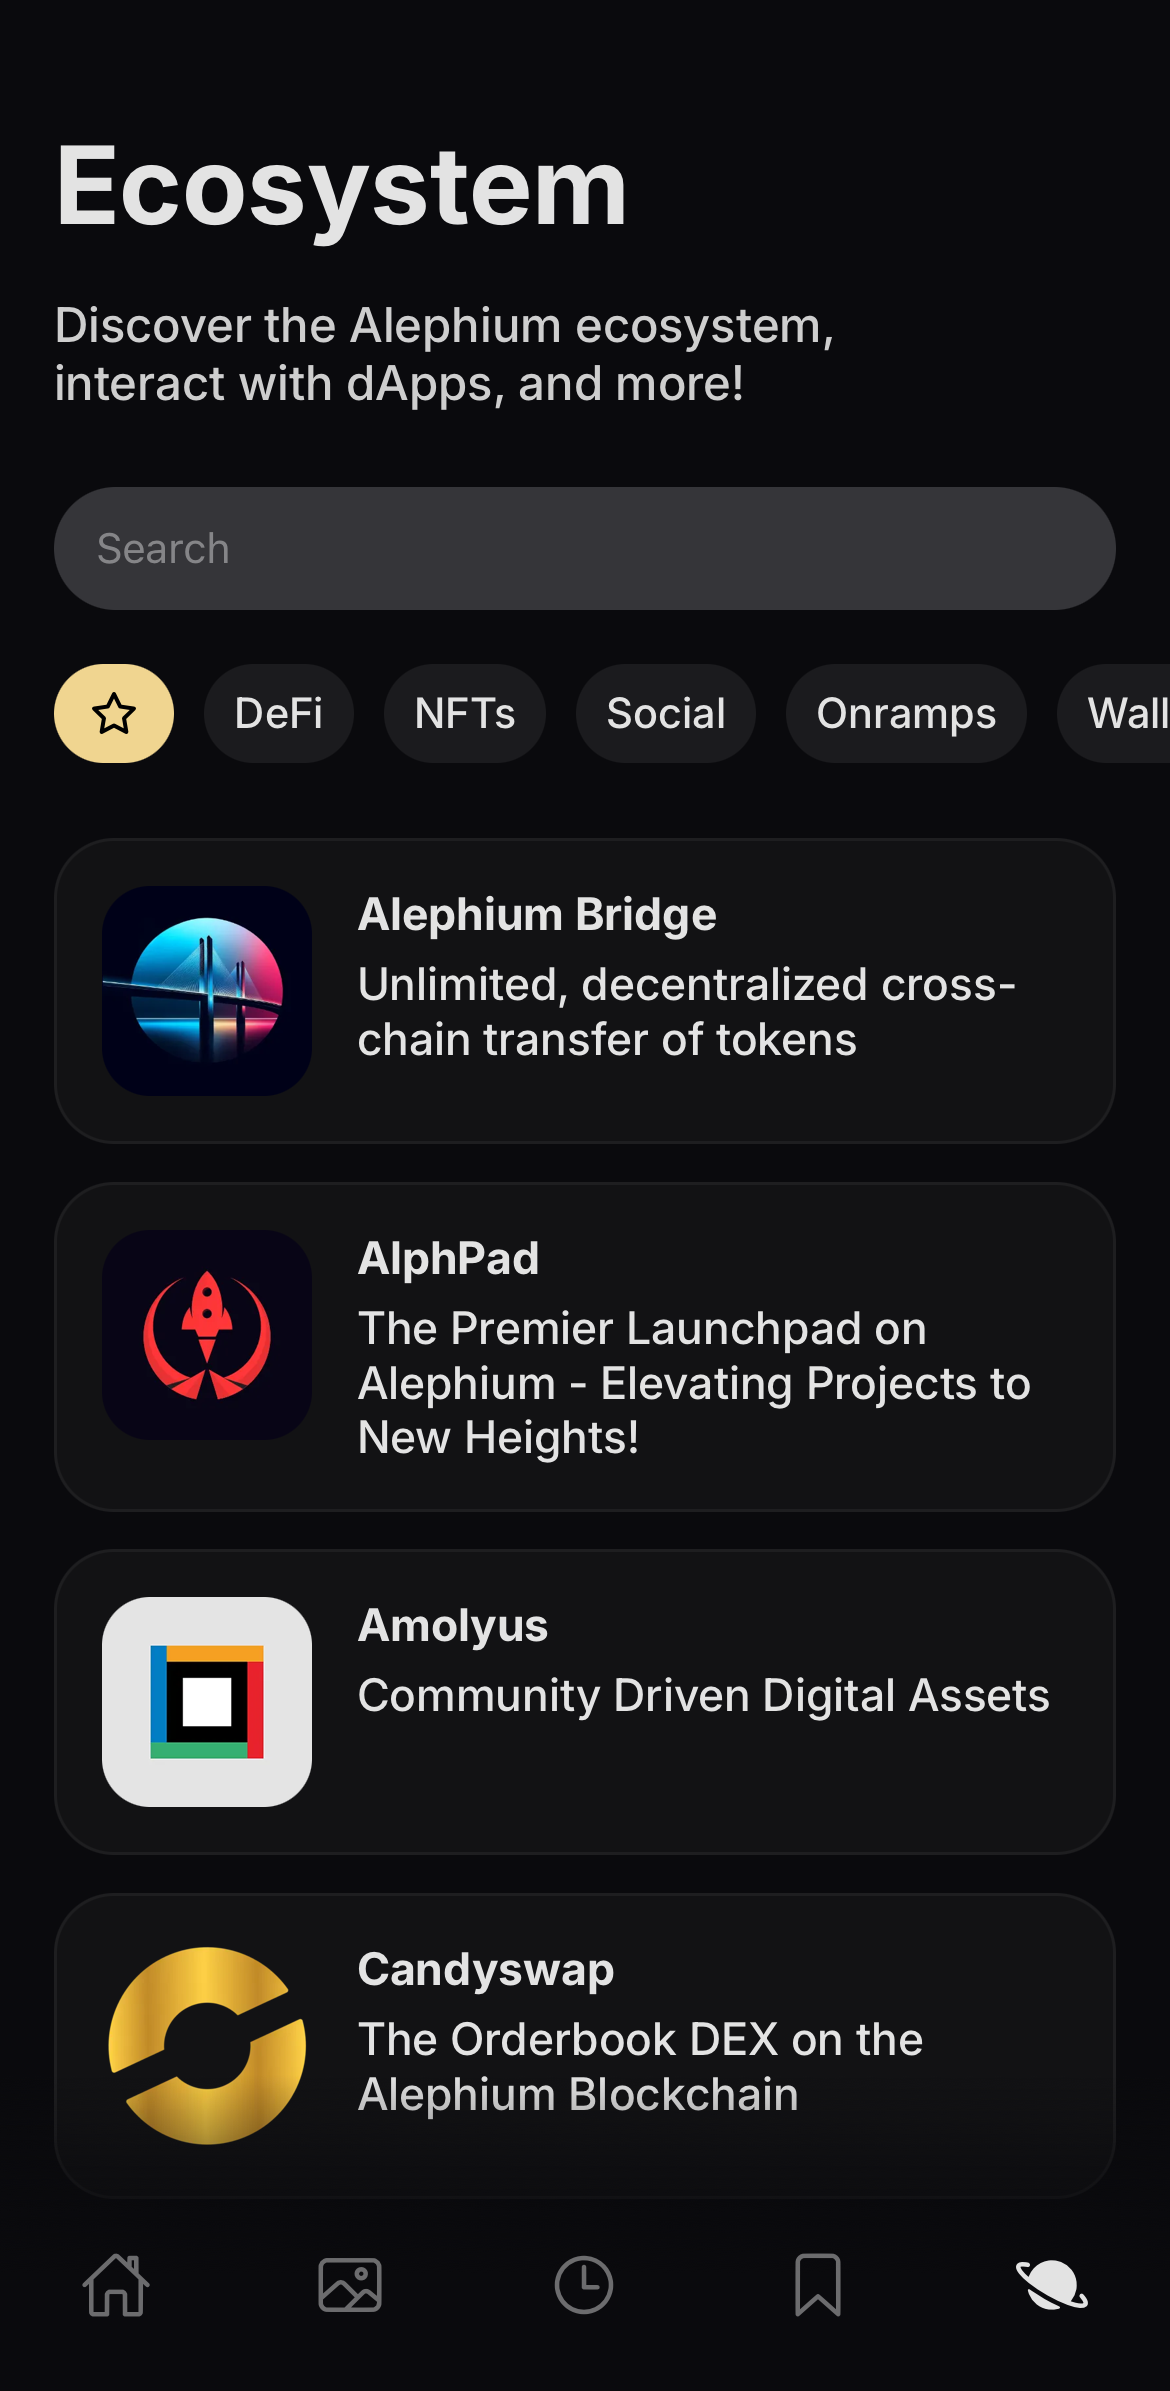 Ecosystem
Discover the Alephium ecosystem,
interact with dApps, and more!
Search
DeFi
NFTs
Social
Onramps
Wall
Alephium Bridge
Unlimited, decentralized cross-
chain transfer of tokens
AlphPad
The Premier Launchpad on
Alephium - Elevating Projects to
New Heights!
Amolyus
Community Driven Digital Assets
Candyswap
The Orderbook DEX on the
Alephium Blockchain